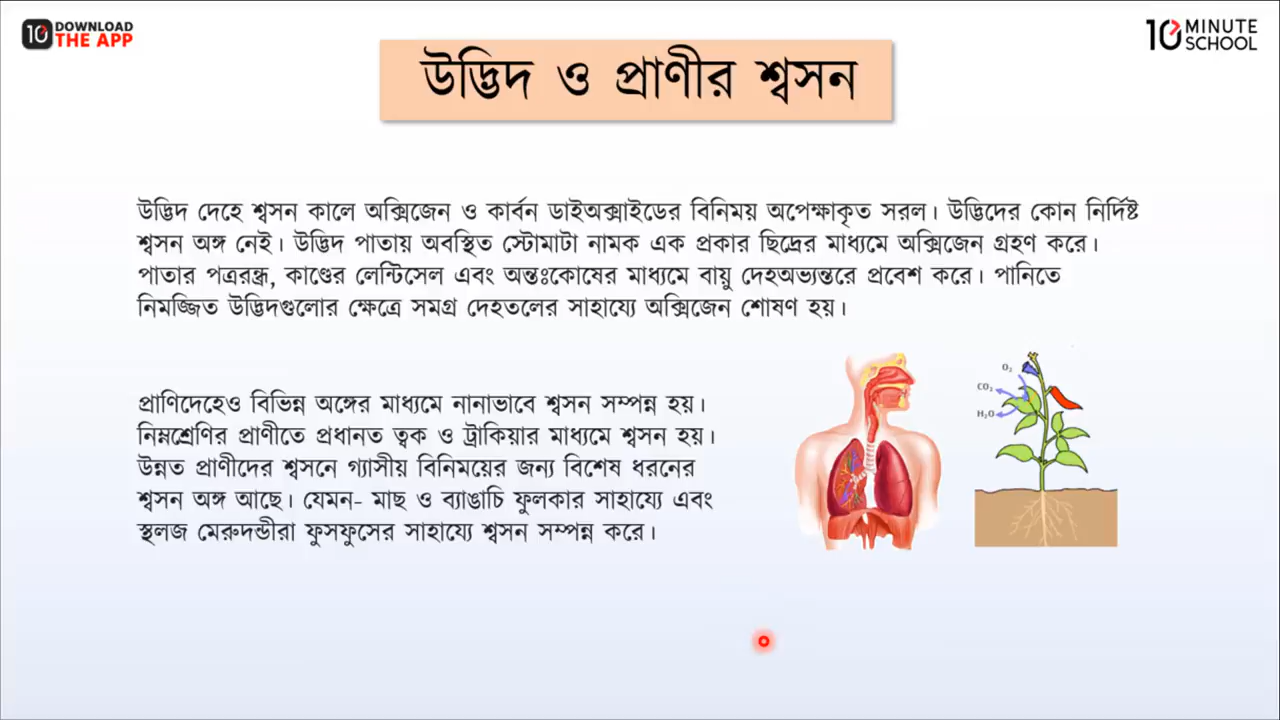 10 DOWNLOAD
THE APP
10 MINUTE
SCHOOL
উদ্ভিদ ও প্রাণীর শ্বসন
উদ্ভিদ দেহে শ্বসন কালে অক্সিজেন ও কার্বন ডাইঅক্সাইডের বিনিময় অপেক্ষাকৃত সরল। উদ্ভিদের কোন নির্দিষ্ট
শ্বসন অঙ্গ নেই। উদ্ভিদ পাতায় অবস্থিত স্টোমাটা নামক এক প্রকার ছিদ্রের মাধ্যমে অক্সিজেন গ্রহণ করে।
পাতার পত্ররন্ধ্র, কাণ্ডের লেন্টিসেল এবং অন্তঃকোষের মাধ্যমে বায়ু দেহঅভ্যন্তরে প্রবেশ করে। পানিতে
নিমজ্জিত উদ্ভিদগুলোর ক্ষেত্রে সমগ্র দেহতলের সাহায্যে অক্সিজেন শোষণ হয়।
প্রাণিদেহেও বিভিন্ন অঙ্গের মাধ্যমে নানাভাবে শ্বসন সম্পন্ন হয়।
নিম্নশ্রেণির প্রাণীতে প্রধানত ত্বক ও ট্রাকিয়ার মাধ্যমে শ্বসন হয়।
উন্নত প্রাণীদের শ্বসনে গ্যাসীয় বিনিময়ের জন্য বিশেষ ধরনের
শ্বসন অঙ্গ আছে। যেমন- মাছ ও ব্যাঙাচি ফুলকার সাহায্যে এবং
স্থলজ মেরুদন্ডীরা ফুসফুসের সাহায্যে শ্বসন সম্পন্ন করে।
O₂
CO₂
H₂O